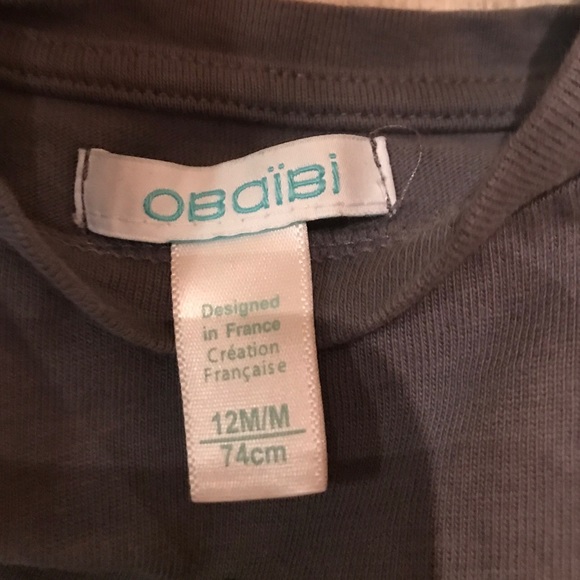 OBaïBi
Designed
in France
Création
Française
12M/M
74cm